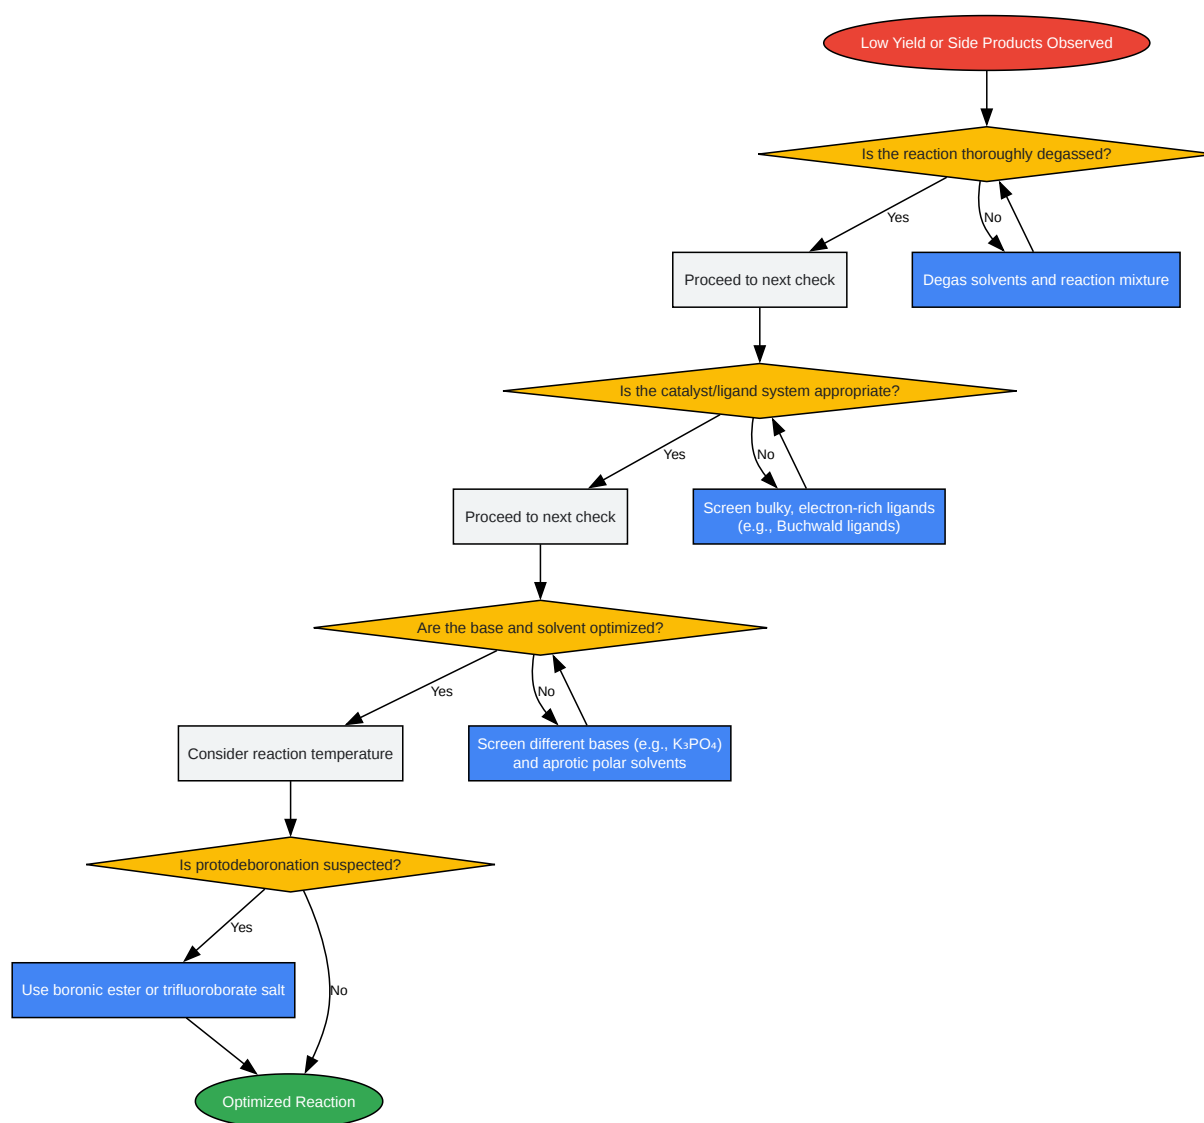 Low Yield or Side Products Observed
Is the reaction thoroughly degassed?
Yes
No
Proceed to next check
Degas solvents and reaction mixture
Is the catalyst/ligand system appropriate?
Yes
No
Proceed to next check
Screen bulky, electron-rich ligands
(e.g., Buchwald ligands)
Are the base and solvent optimized?
Yes
No
Consider reaction temperature
Screen different bases (e.g., K₃PO₄)
and aprotic polar solvents
Is protodeboronation suspected?
Yes
Use boronic ester or trifluoroborate salt
No
Optimized Reaction